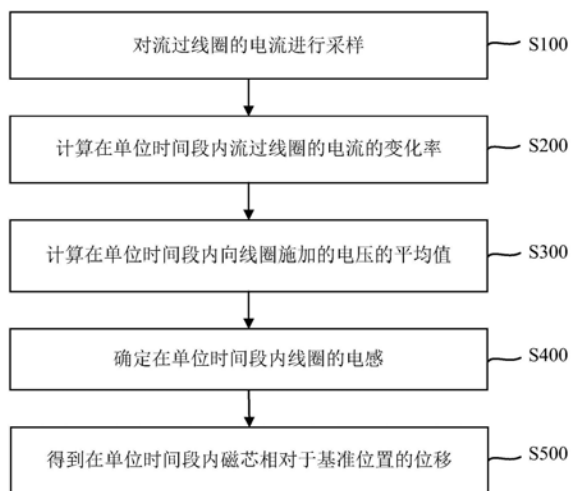 对流过线圈的电流进行采样
S100
计算在单位时间段内流过线圈的电流的变化率
S200
计算在单位时间段内向线圈施加的电压的平均值
S300
确定在单位时间段内线圈的电感
S400
得到在单位时间段内磁芯相对于基准位置的位移
S500